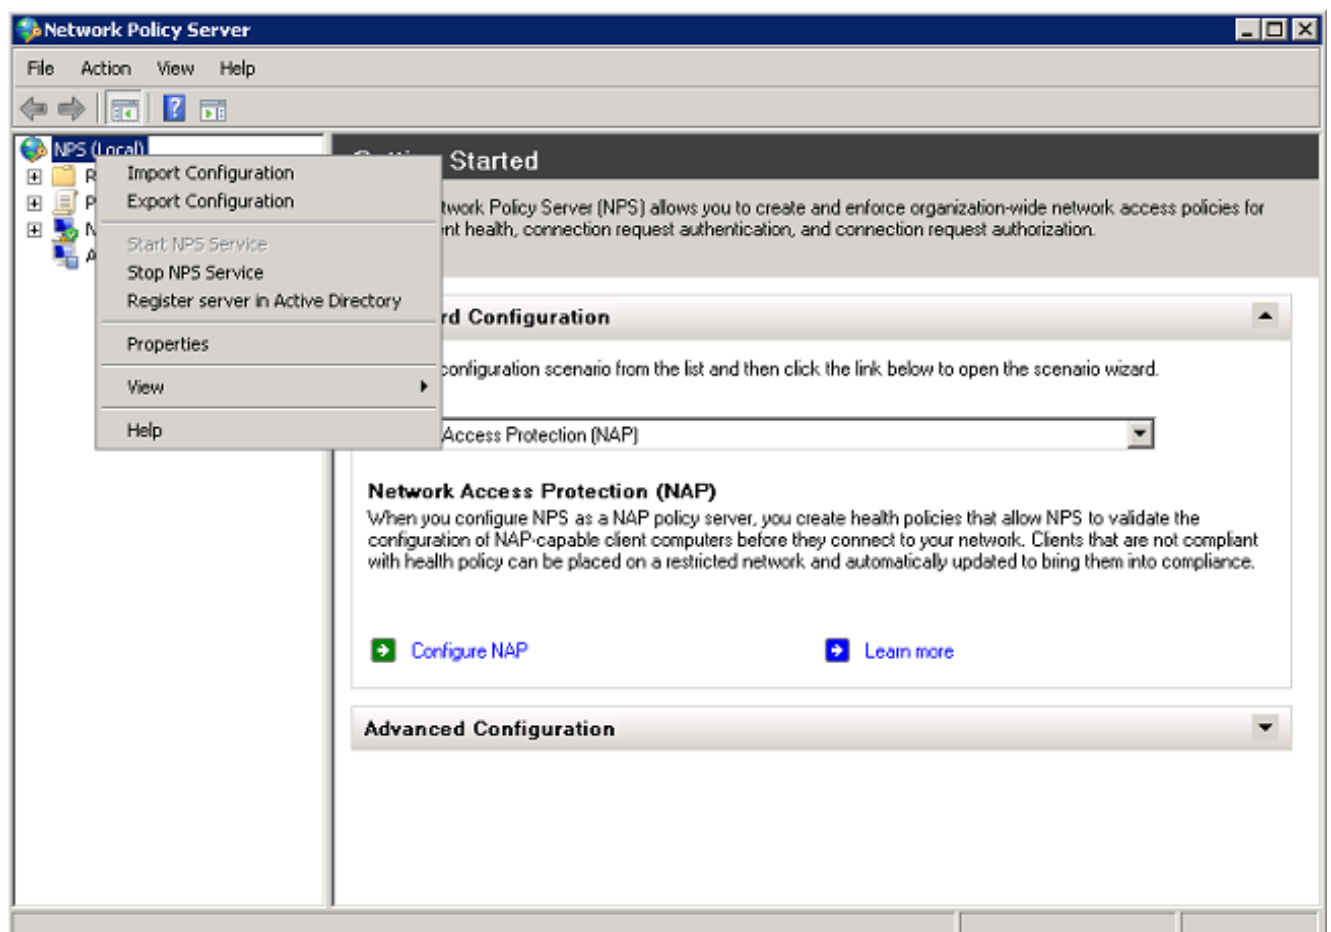 Network Policy Server
File Action View Help
NPS (Local)
Import Configuration
Export Configuration
Start NPS Service
Stop NPS Service
Register server in Active Directory
Properties
View
Help
R
P
N
A
Started
twork Policy Server (NPS) allows you to create and enforce organization-wide network access policies for
ent health, connection request authentication, and connection request authorization.
rd Configuration
configuration scenario from the list and then click the link below to open the scenario wizard.
Access Protection (NAP)
Network Access Protection (NAP)
When you configure NPS as a NAP policy server, you create health policies that allow NPS to validate the
configuration of NAP-capable client computers before they connect to your network. Clients that are not compliant
with health policy can be placed on a restricted network and automatically updated to bring them into compliance.
Configure NAP
Learn more
Advanced Configuration